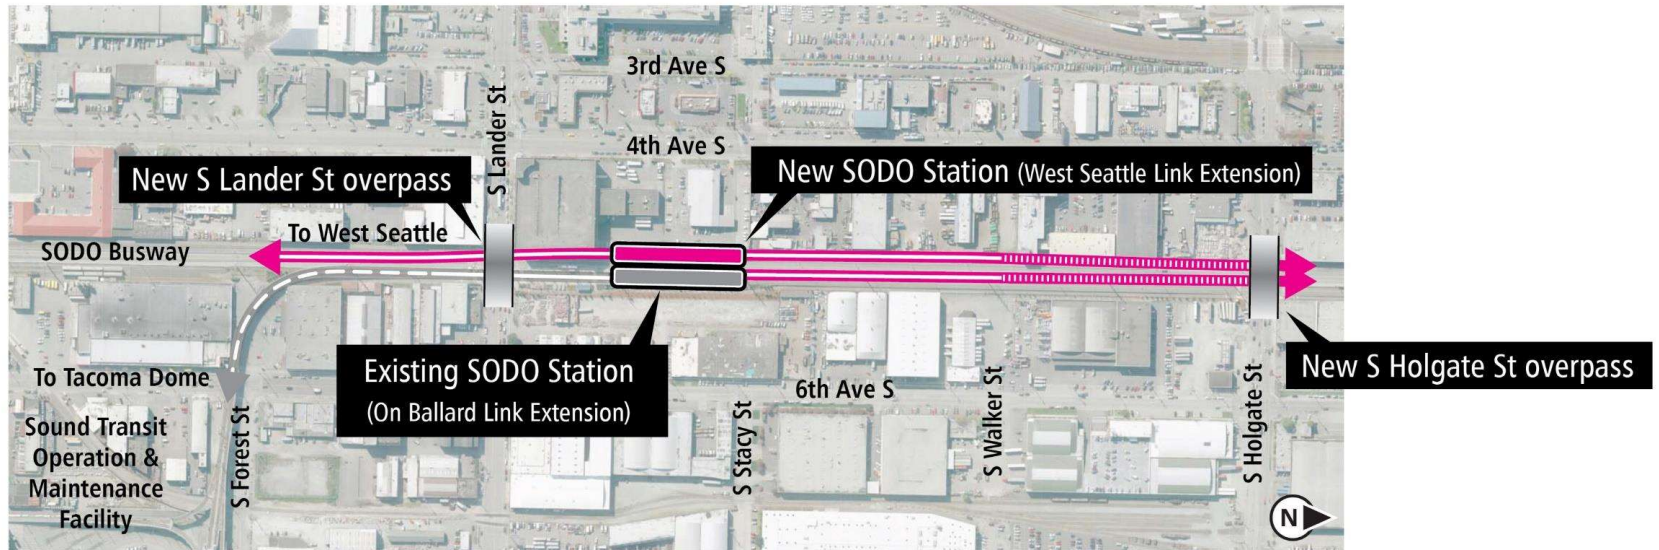 3rd Ave S
4th Ave S
S Lander St
New S Lander St overpass
New SODO Station (West Seattle Link Extension)
To West Seattle
SODO Busway
Existing SODO Station
(On Ballard Link Extension)
New S Holgate St overpass
To Tacoma Dome
6th Ave S
Sound Transit
Operation &
Maintenance
Facility
S Forest St
S Stacy St
S Walker St
S Holgate St
N